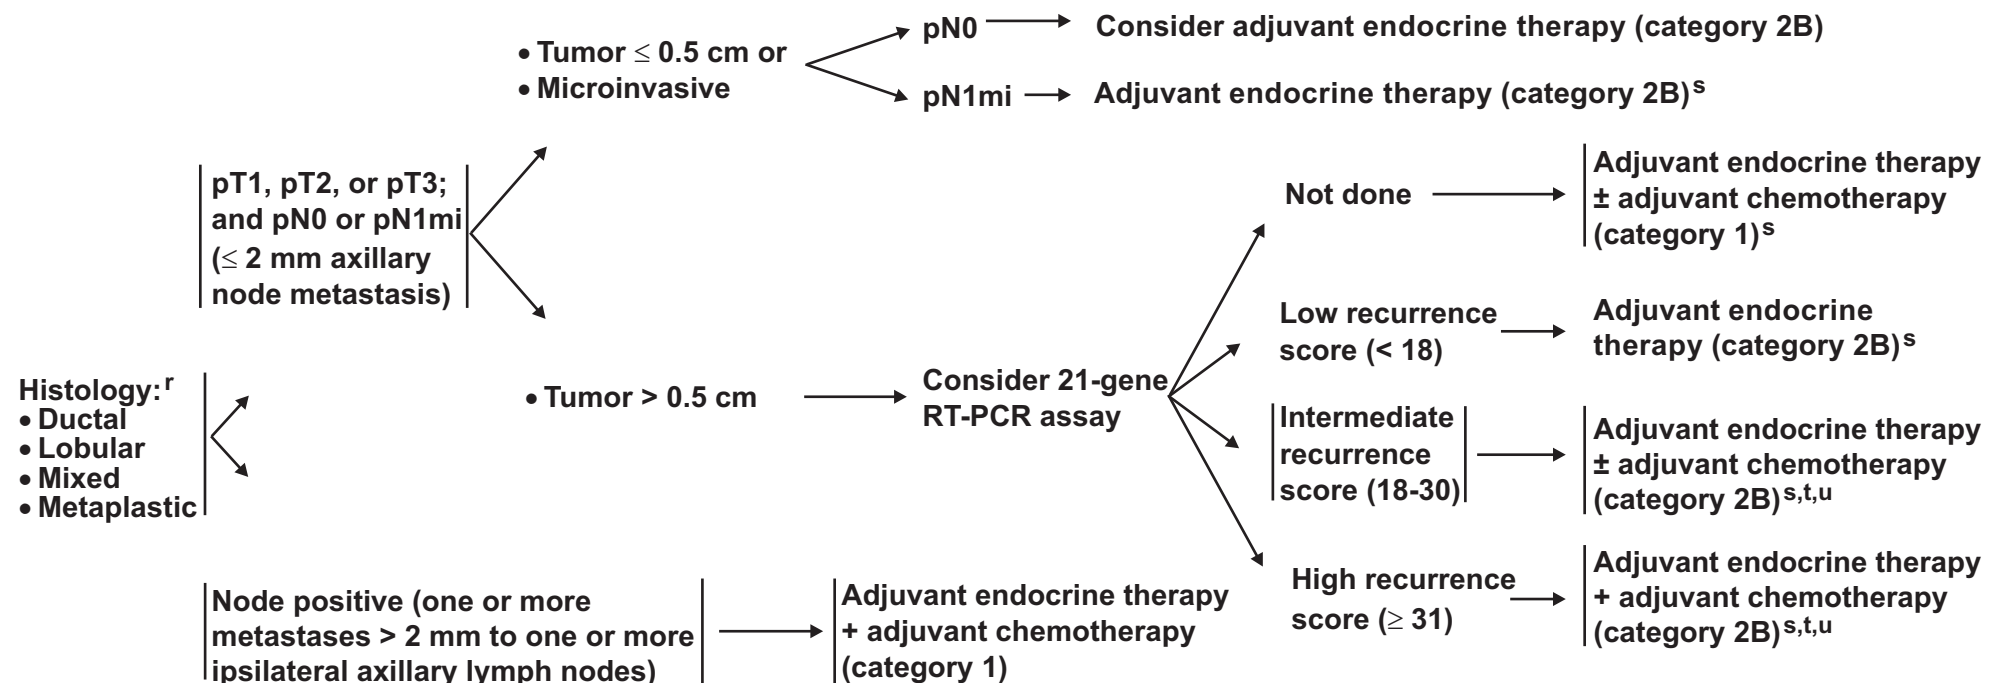 • Tumor ≤ 0.5 cm or
• Microinvasive
pN0
Consider adjuvant endocrine therapy (category 2B)
pN1mi
Adjuvant endocrine therapy (category 2B)s
pT1, pT2, or pT3;
and pN0 or pN1mi
(≤ 2 mm axillary
node metastasis)
Histology:r
• Ductal
• Lobular
• Mixed
• Metaplastic
• Tumor > 0.5 cm
Consider 21-gene
RT-PCR assay
Not done
Adjuvant endocrine therapy
± adjuvant chemotherapy
(category 1)s
Low recurrence
score (< 18)
Adjuvant endocrine
therapy (category 2B)s
Intermediate
recurrence
score (18-30)
Adjuvant endocrine therapy
± adjuvant chemotherapy
(category 2B)s,t,u
High recurrence
score (≥ 31)
Adjuvant endocrine therapy
+ adjuvant chemotherapy
(category 2B)s,t,u
Node positive (one or more
metastases > 2 mm to one or more
ipsilateral axillary lymph nodes)
Adjuvant endocrine therapy
+ adjuvant chemotherapy
(category 1)